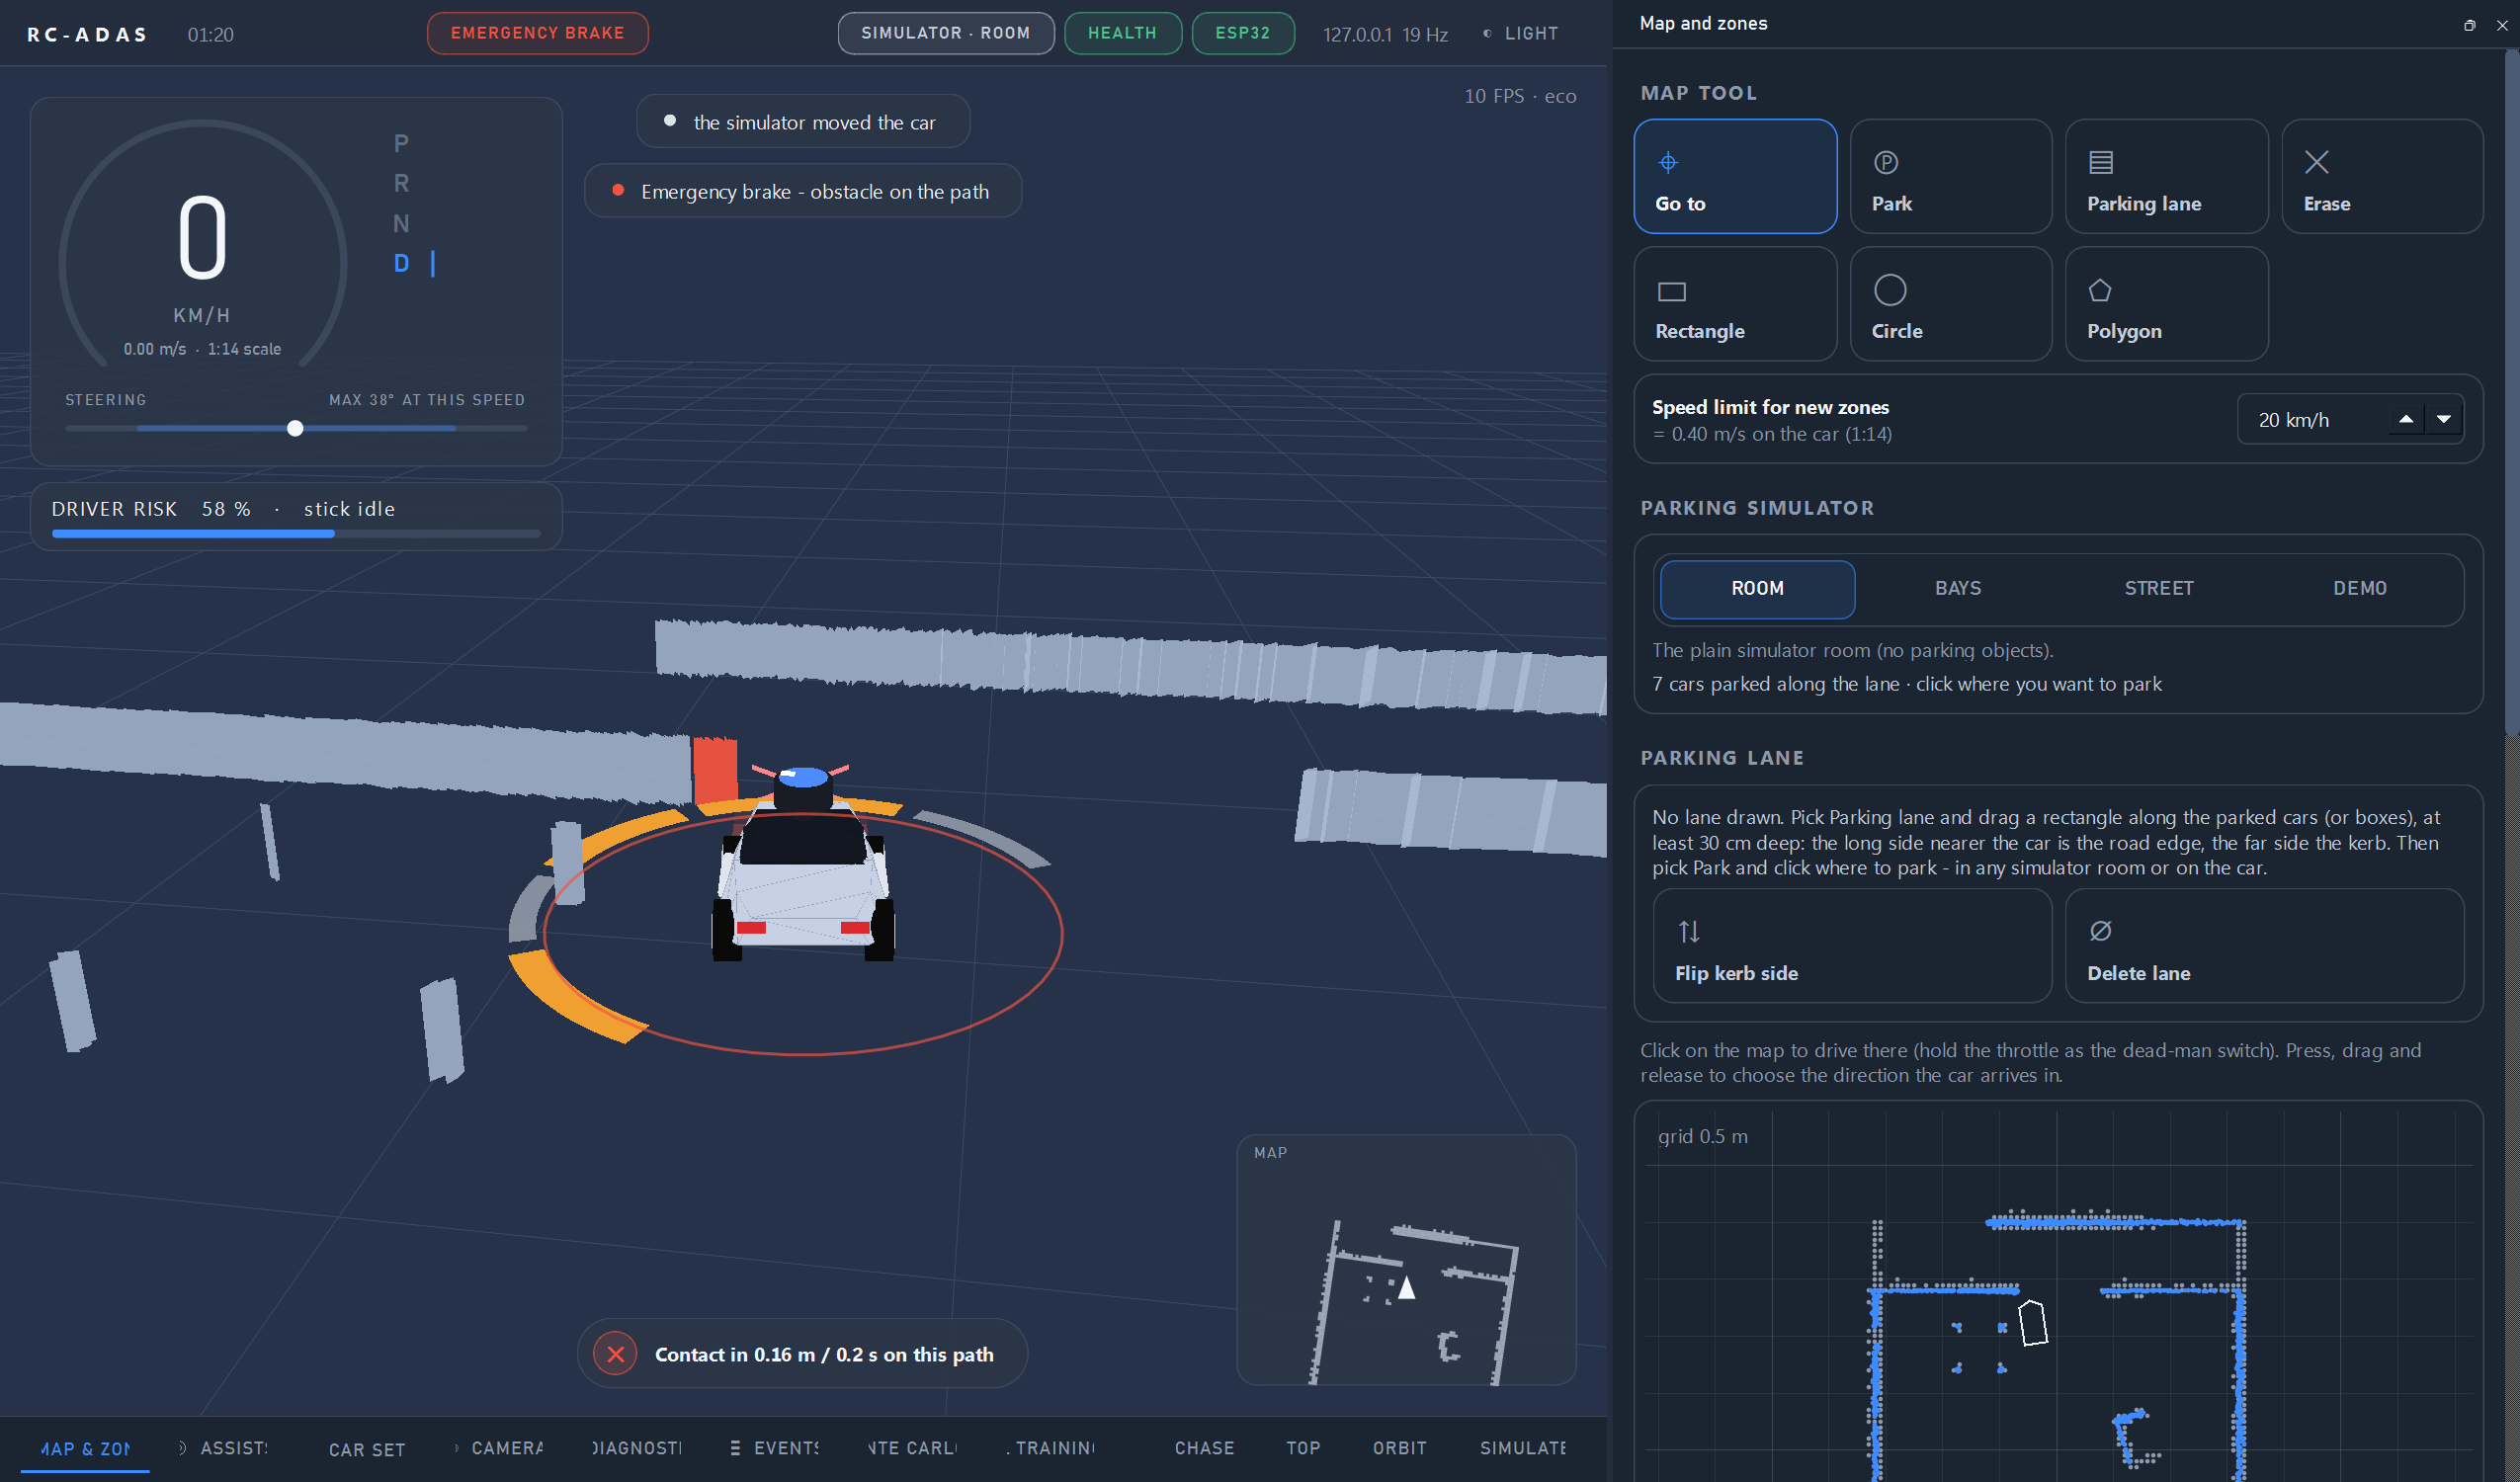 RC-ADAS 01:20 EMERGENCY BRAKE SIMULATOR · ROOM HEALTH ESP32 127.0.0.1 19 Hz LIGHT
10 FPS · eco
the simulator moved the car
Emergency brake - obstacle on the path
P
R
N
D
0
KM/H
0.00 m/s · 1:14 scale
STEERING MAX 38° AT THIS SPEED
DRIVER RISK 58 % · stick idle
MAP
Contact in 0.16 m / 0.2 s on this path
MAP & ZON ASSIST CAR SET CAMERA DIAGNOSTI EVENTS NTE CARL TRAINING CHASE TOP ORBIT SIMULATE
Map and zones
MAP TOOL
Go to Park Parking lane Erase
Rectangle Circle Polygon
Speed limit for new zones
= 0.40 m/s on the car (1:14)
20 km/h
PARKING SIMULATOR
ROOM BAYS STREET DEMO
The plain simulator room (no parking objects).
7 cars parked along the lane · click where you want to park
PARKING LANE
No lane drawn. Pick Parking lane and drag a rectangle along the parked cars (or boxes), at
least 30 cm deep: the long side nearer the car is the road edge, the far side the kerb. Then
pick Park and click where to park - in any simulator room or on the car.
Flip kerb side Delete lane
Click on the map to drive there (hold the throttle as the dead-man switch). Press, drag and
release to choose the direction the car arrives in.
grid 0.5 m